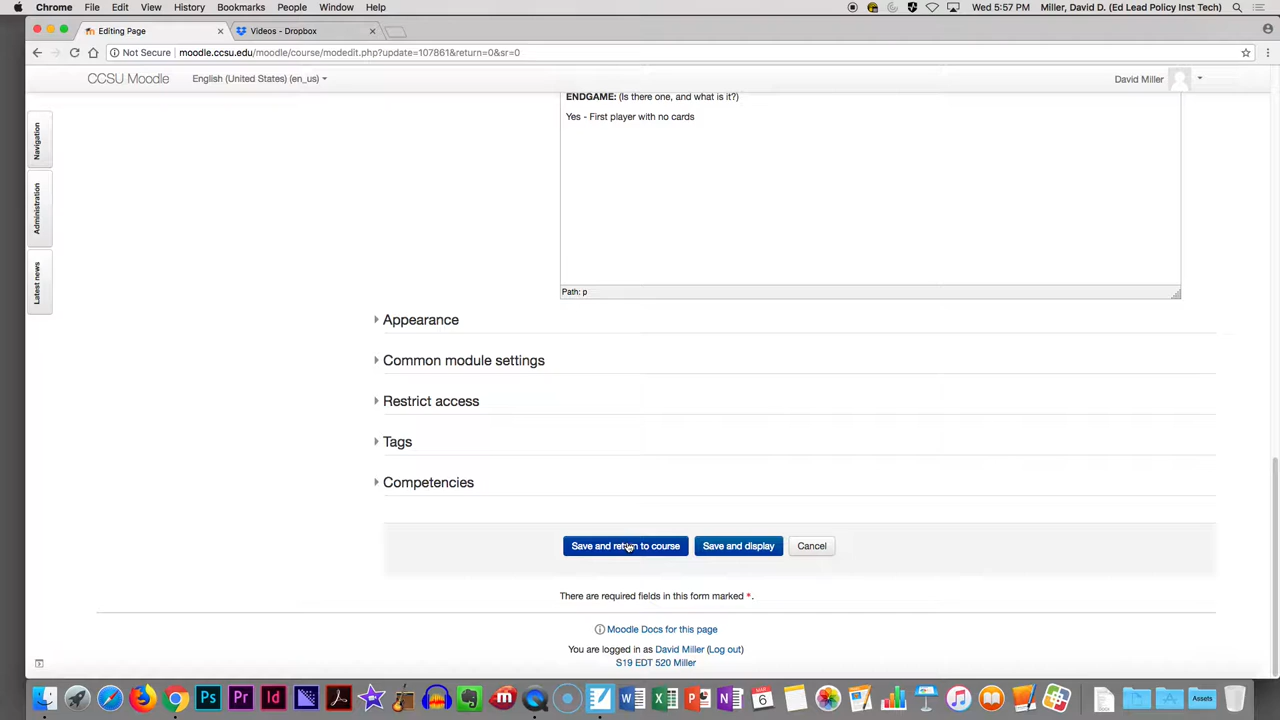 Chrome File Edit View History Bookmarks People Window Help Wed 5:57 PM Miller, David D. (Ed Lead Policy Inst Tech)
Editing Page Videos - Dropbox
Not Secure moodle.ccsu.edu/moodle/course/modedit.php?update=107861&return=0&sr=0
CCSU Moodle English (United States) (en_us) David Miller
Navigation
Administration
Latest news
ENDGAME: (Is there one, and what is it?)
Yes - First player with no cards
Path: p
Appearance
Common module settings
Restrict access
Tags
Competencies
Save and return to course Save and display Cancel
There are required fields in this form marked *.
Moodle Docs for this page
You are logged in as David Miller (Log out)
S19 EDT 520 Miller
Ps Pr Id 6 Assets